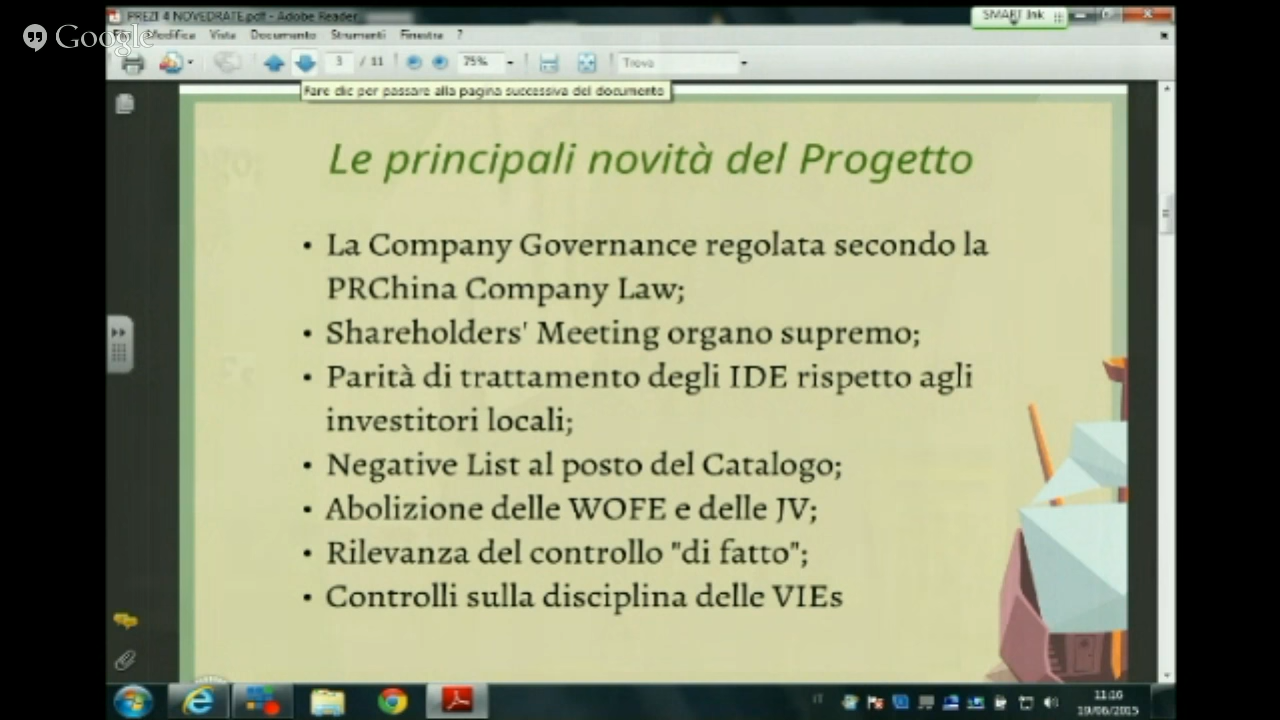 PREZI 4 NOVEDRATE.pdf - Adobe Reader
SMART Ink
Google
Modifica Vista Documento Strumenti Finestra ?
3 / 11 75% Trova
Fare clic per passare alla pagina successiva del documento
Le principali novità del Progetto
• La Company Governance regolata secondo la
PRChina Company Law;
• Shareholders' Meeting organo supremo;
• Parità di trattamento degli IDE rispetto agli
investitori locali;
• Negative List al posto del Catalogo;
• Abolizione delle WOFE e delle JV;
• Rilevanza del controllo "di fatto";
• Controlli sulla disciplina delle VIEs
IT
11:16
19/06/2015